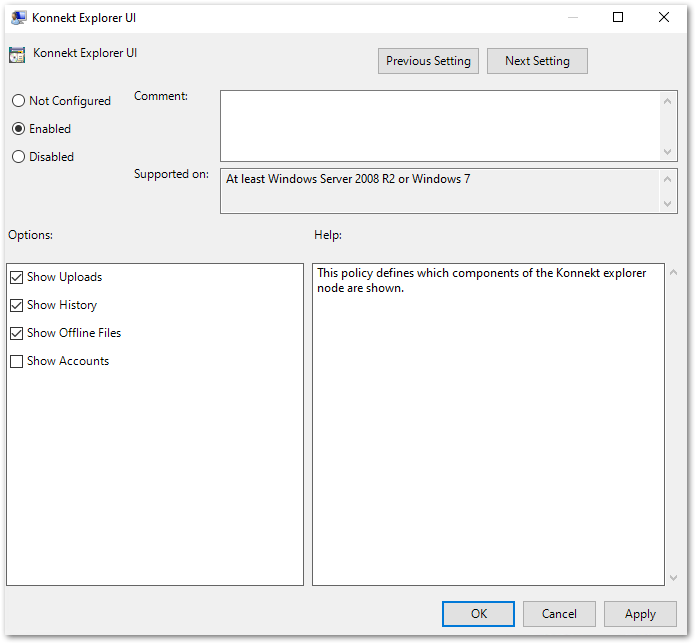 Konnekt Explorer UI
Konnekt Explorer UI
Previous Setting
Next Setting
Not Configured
Enabled
Disabled
Comment:
Supported on:
At least Windows Server 2008 R2 or Windows 7
Options:
Help:
Show Uploads
Show History
Show Offline Files
Show Accounts
This policy defines which components of the Konnekt explorer
node are shown.
OK
Cancel
Apply